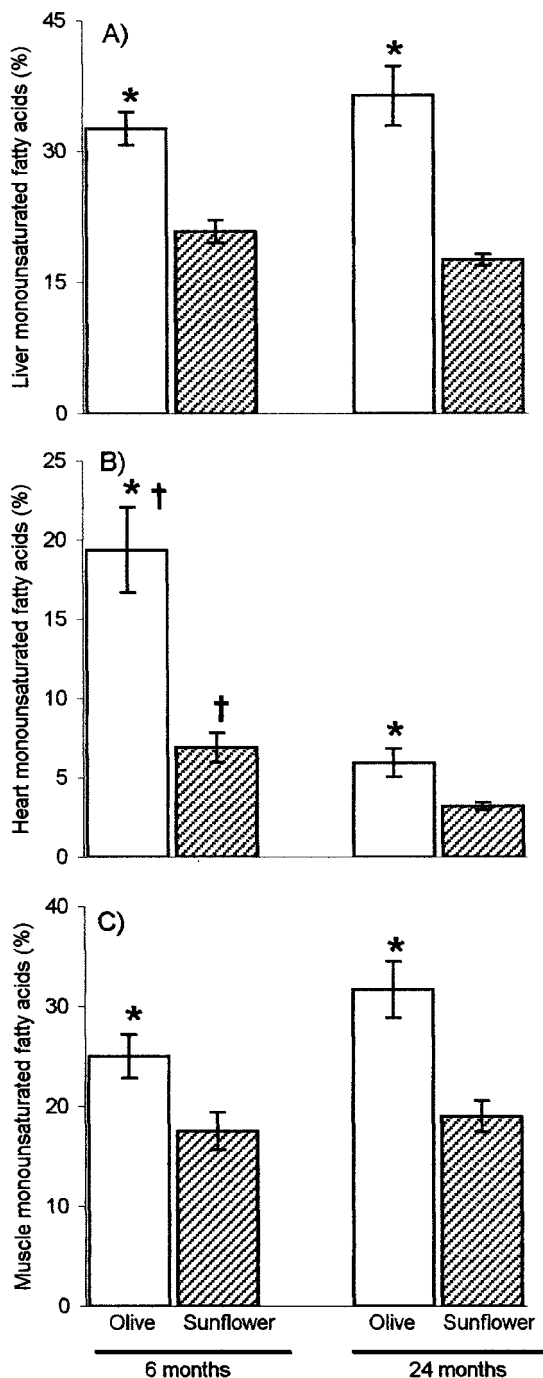 A)
Liver monounsaturated fatty acids (%)
45
30
15
0
*
*
B)
Heart monounsaturated fatty acids (%)
25
20
15
10
5
0
* †
†
*
C)
Muscle monounsaturated fatty acids (%)
40
30
20
10
0
*
*
Olive Sunflower Olive Sunflower
6 months 24 months